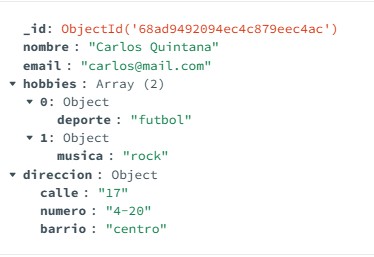 _id: ObjectId('68ad9492094ec4c879eec4ac')
nombre : "Carlos Quintana"
email : "carlos@mail.com"
hobbies : Array (2)
0: Object
deporte : "futbol"
1: Object
musica : "rock"
direccion : Object
calle : "17"
numero : "4-20"
barrio : "centro"